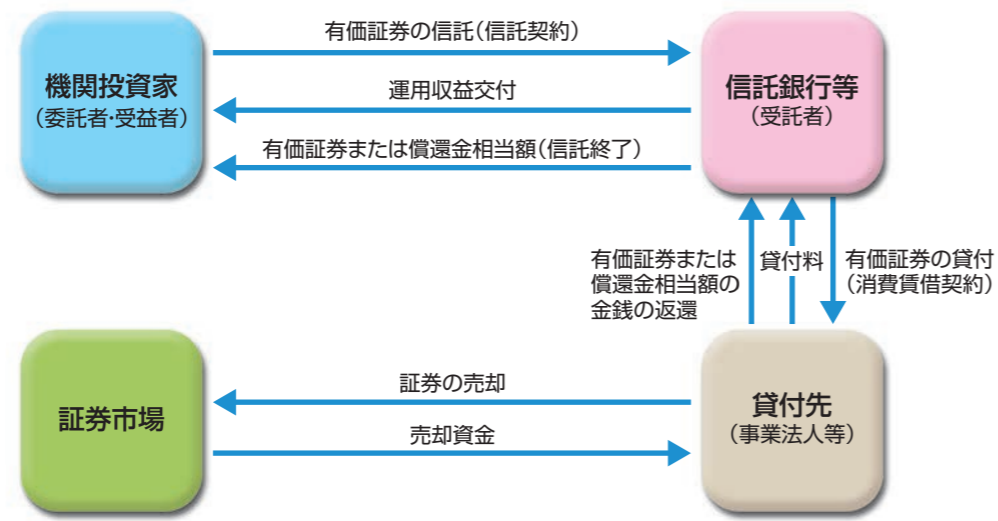 有価証券の信託(信託契約)
機関投資家
(委託者・受益者)
運用収益交付
信託銀行等
(受託者)
有価証券または償還金相当額(信託終了)
有価証券または
償還金相当額の
金銭の返還
貸付料
有価証券の貸付
(消費賃借契約)
証券市場
証券の売却
売却資金
貸付先
(事業法人等)